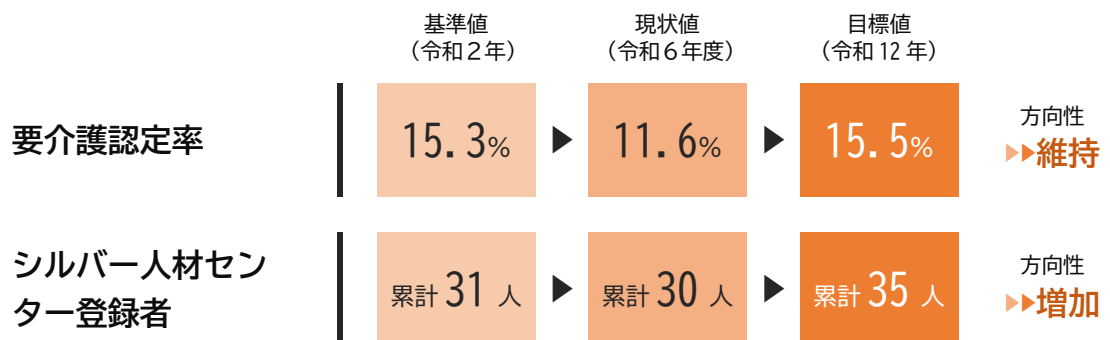 基準値
（令和２年）
現状値
（令和６年度）
目標値
（令和 12 年）
要介護認定率
15.3%
▶
11.6%
▶
15.5%
方向性
▶▶維持
シルバー人材セン
ター登録者
累計 31 人
▶
累計 30 人
▶
累計 35 人
方向性
▶▶増加